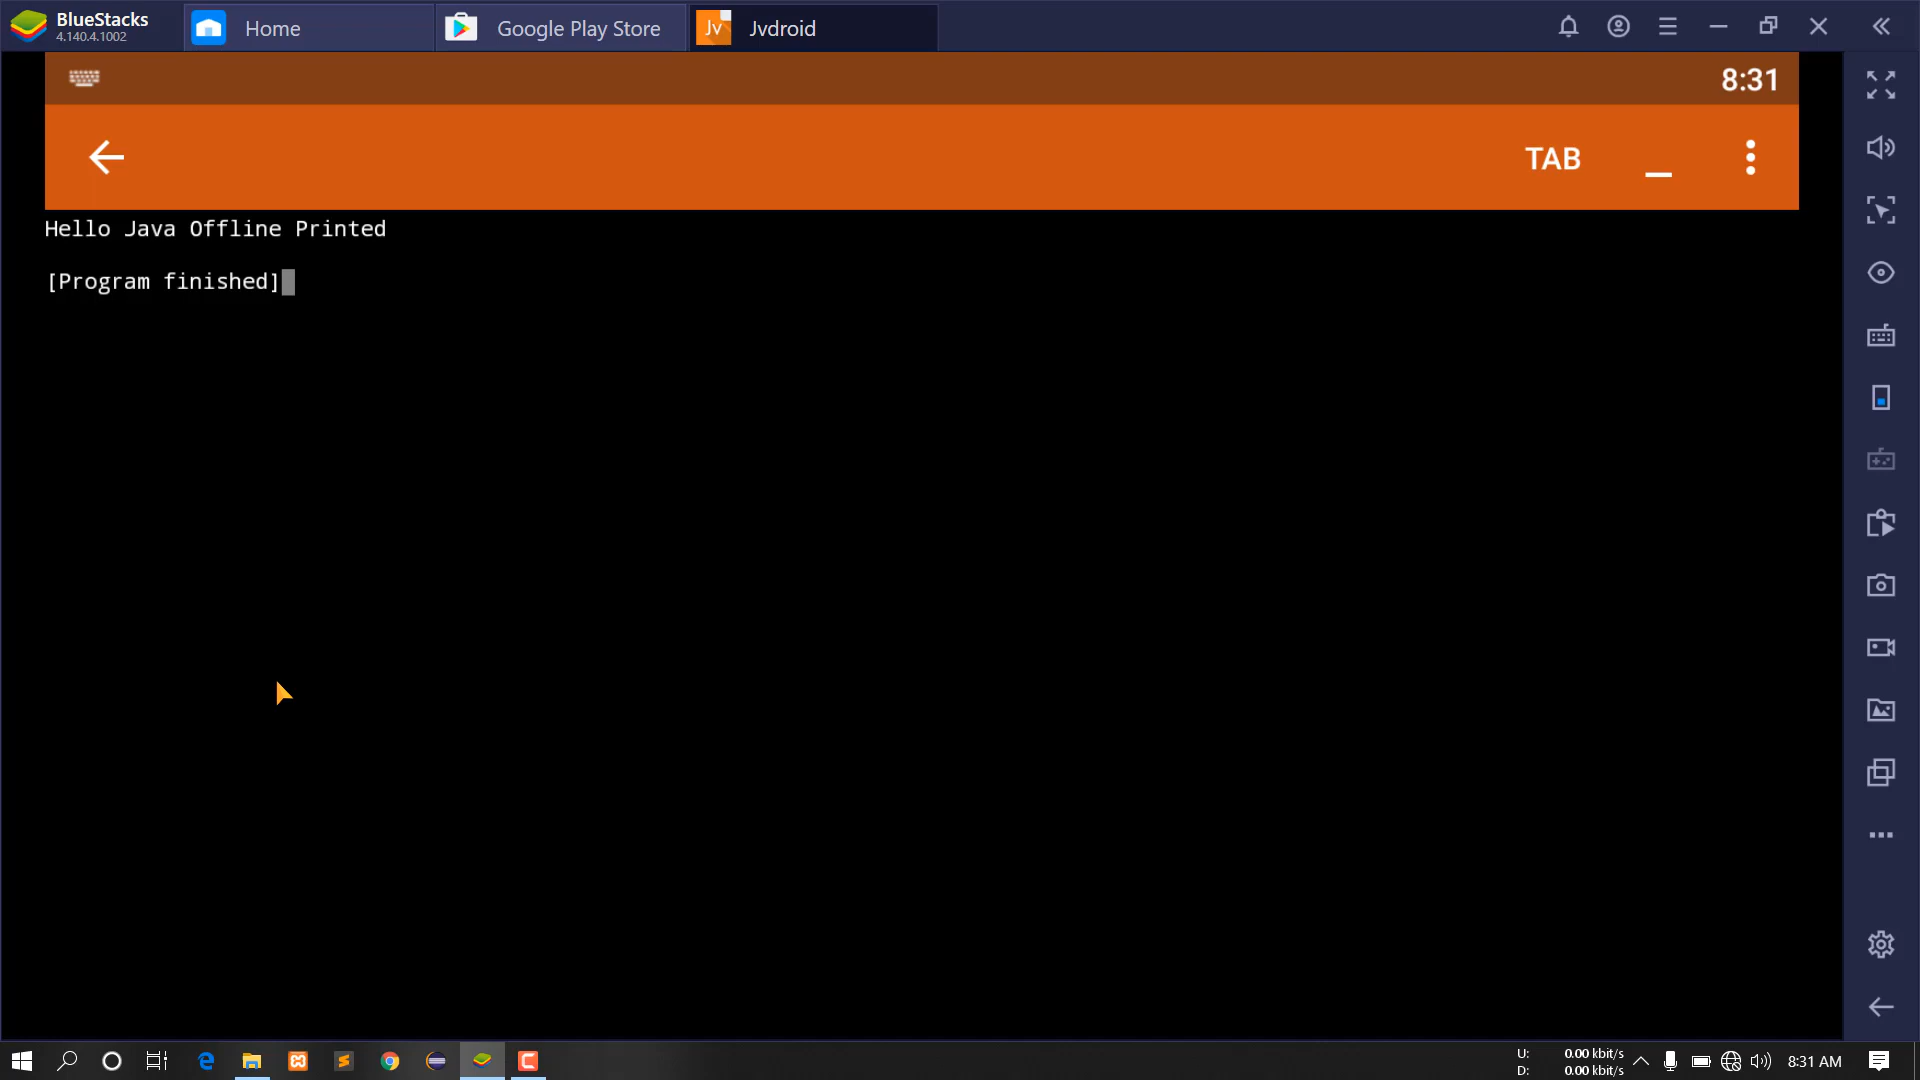 BlueStacks
4.140.4.1002
Home
Google Play Store
Jv
Jvdroid
8:31
TAB
_
Hello Java Offline Printed
[Program finished]
U: 0.00 kbit/s
D: 0.00 kbit/s
8:31 AM